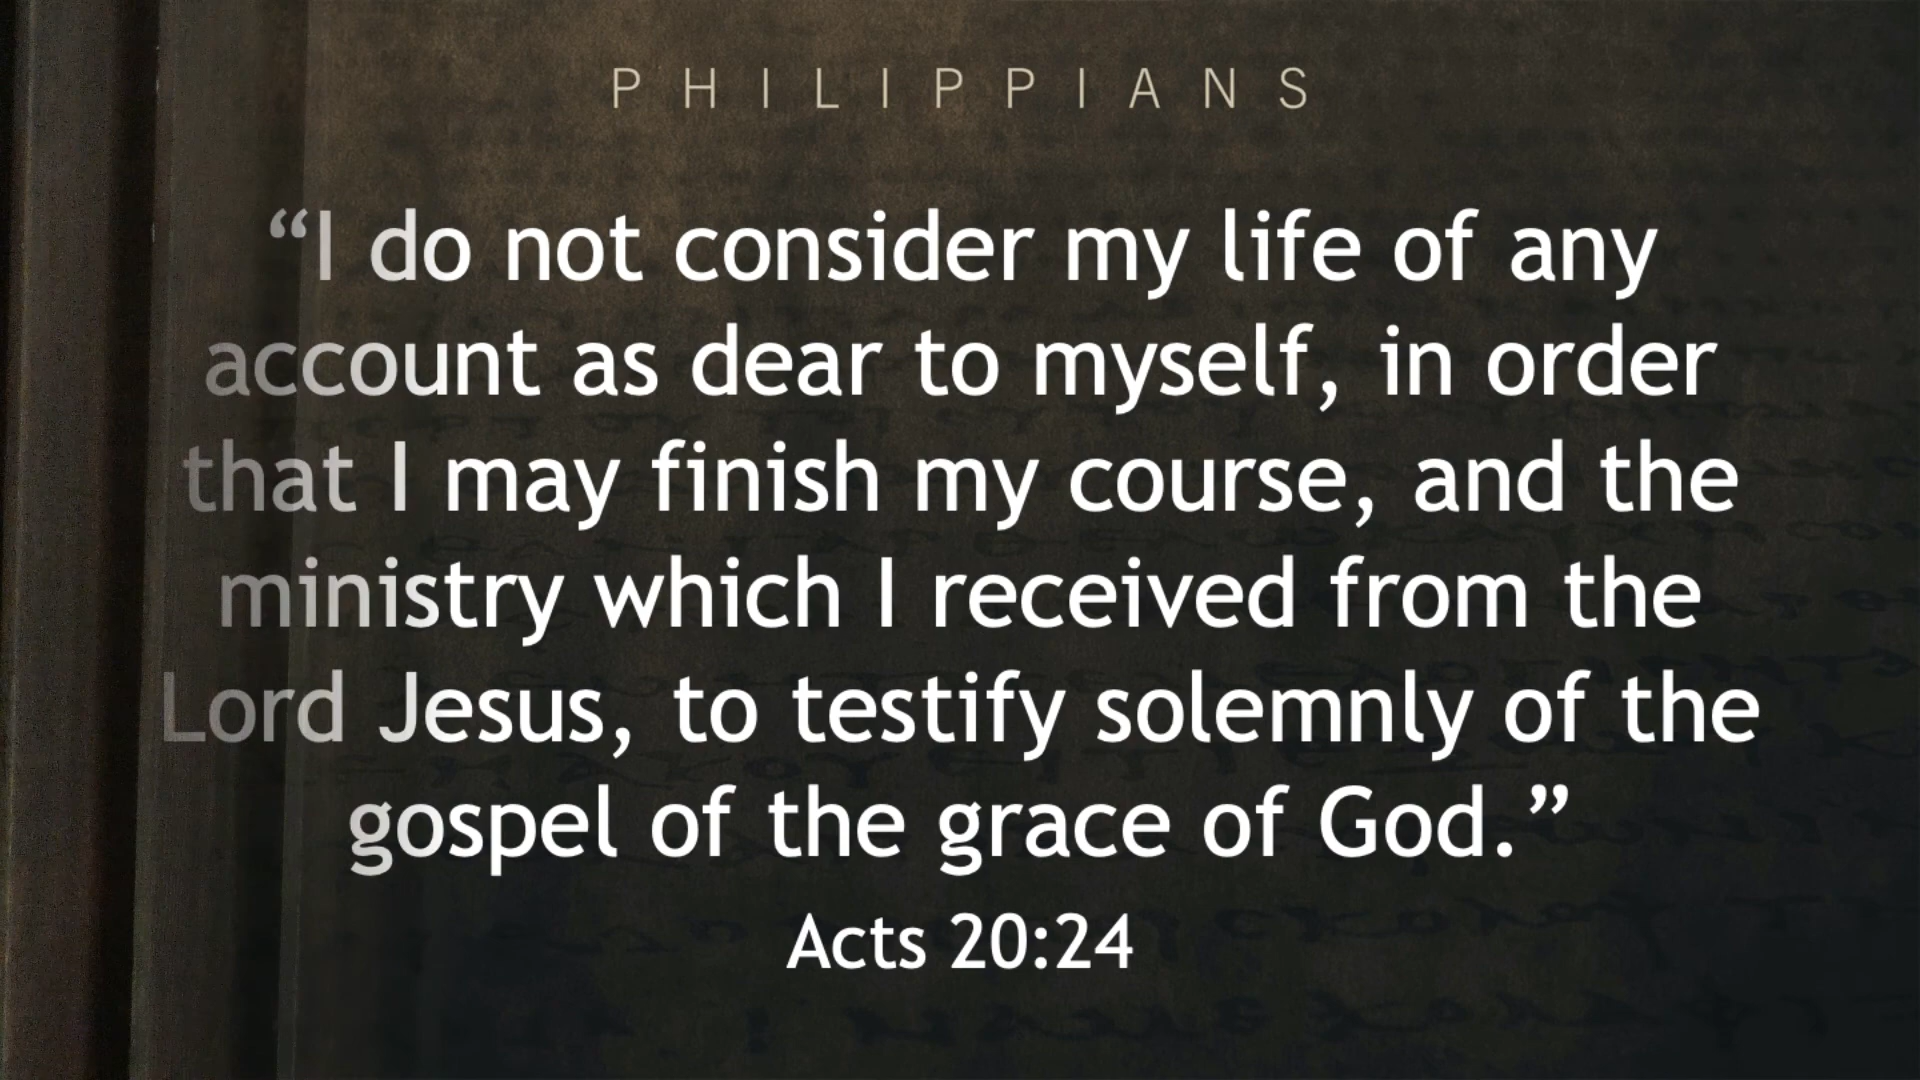 PHILIPPIANS
“I do not consider my life of any
account as dear to myself, in order
that I may finish my course, and the
ministry which I received from the
Lord Jesus, to testify solemnly of the
gospel of the grace of God.”
Acts 20:24